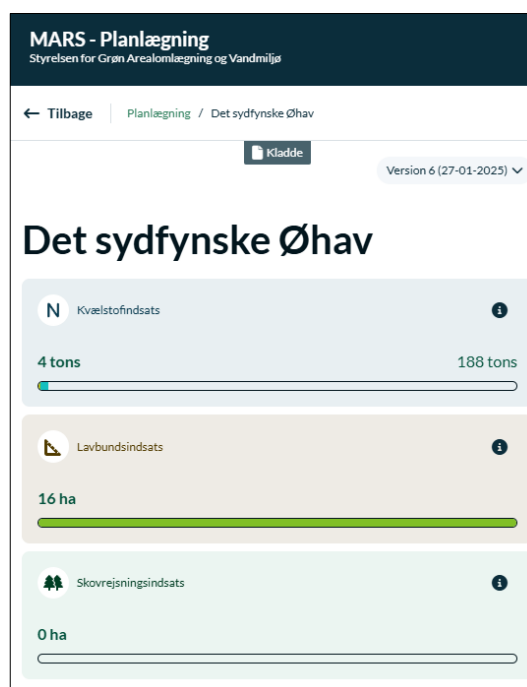 MARS - Planlægning
Styrelsen for Grøn Arealomlægning og Vandmiljø
← Tilbage Planlægning / Det sydfynske Øhav
Kladde
Version 6 (27-01-2025)
Det sydfynske Øhav
N Kvælstofindsats
4 tons 188 tons
Lavbundsindsats
16 ha
Skovrejsningsindsats
0 ha